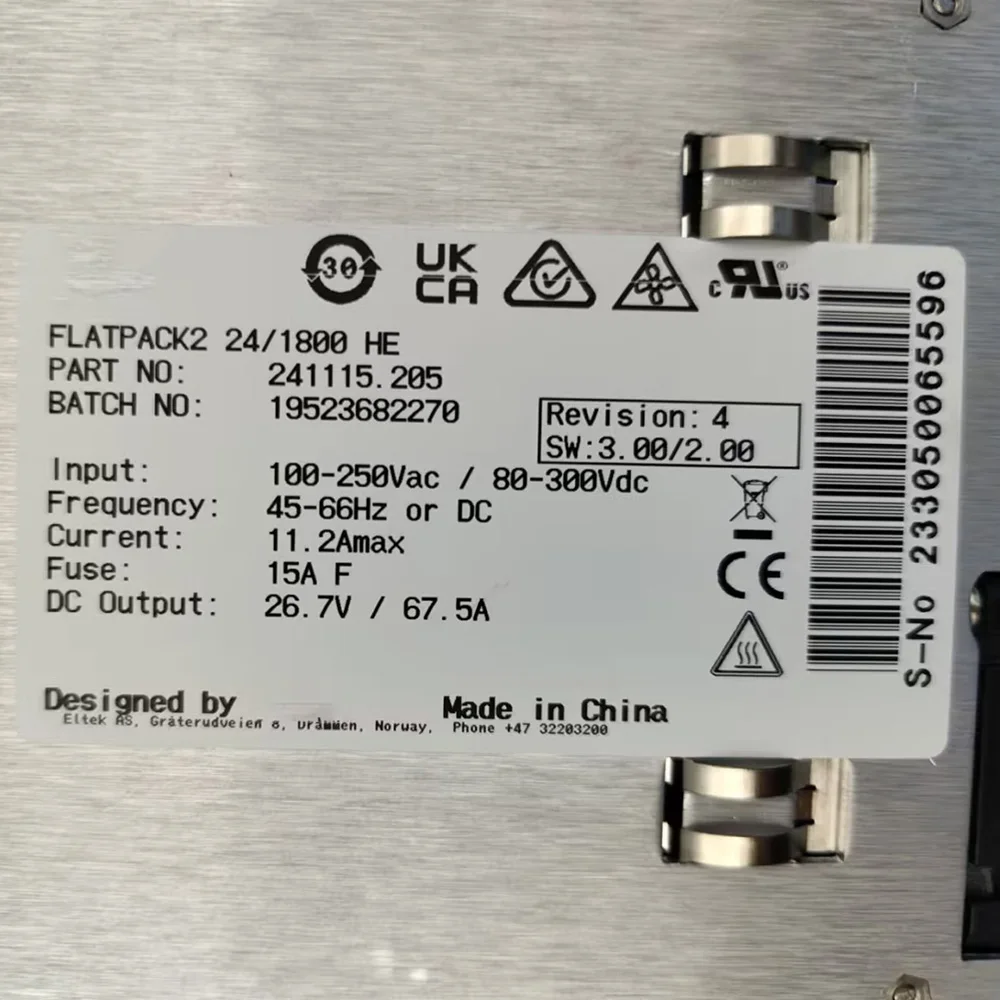 30
UK
CA
c RU ® US
FLATPACK2 24/1800 HE
PART NO: 241115.205
BATCH NO: 19523682270
Revision: 4
SW:3.00/2.00
Input: 100-250Vac / 80-300Vdc
Frequency: 45-66Hz or DC
Current: 11.2Amax
Fuse: 15A F
DC Output: 26.7V / 67.5A
CE
Designed by Made in China
Eltek AS, Gråterudveien 8, Drammen, Norway, Phone +47 32203200
S-No 233050065596